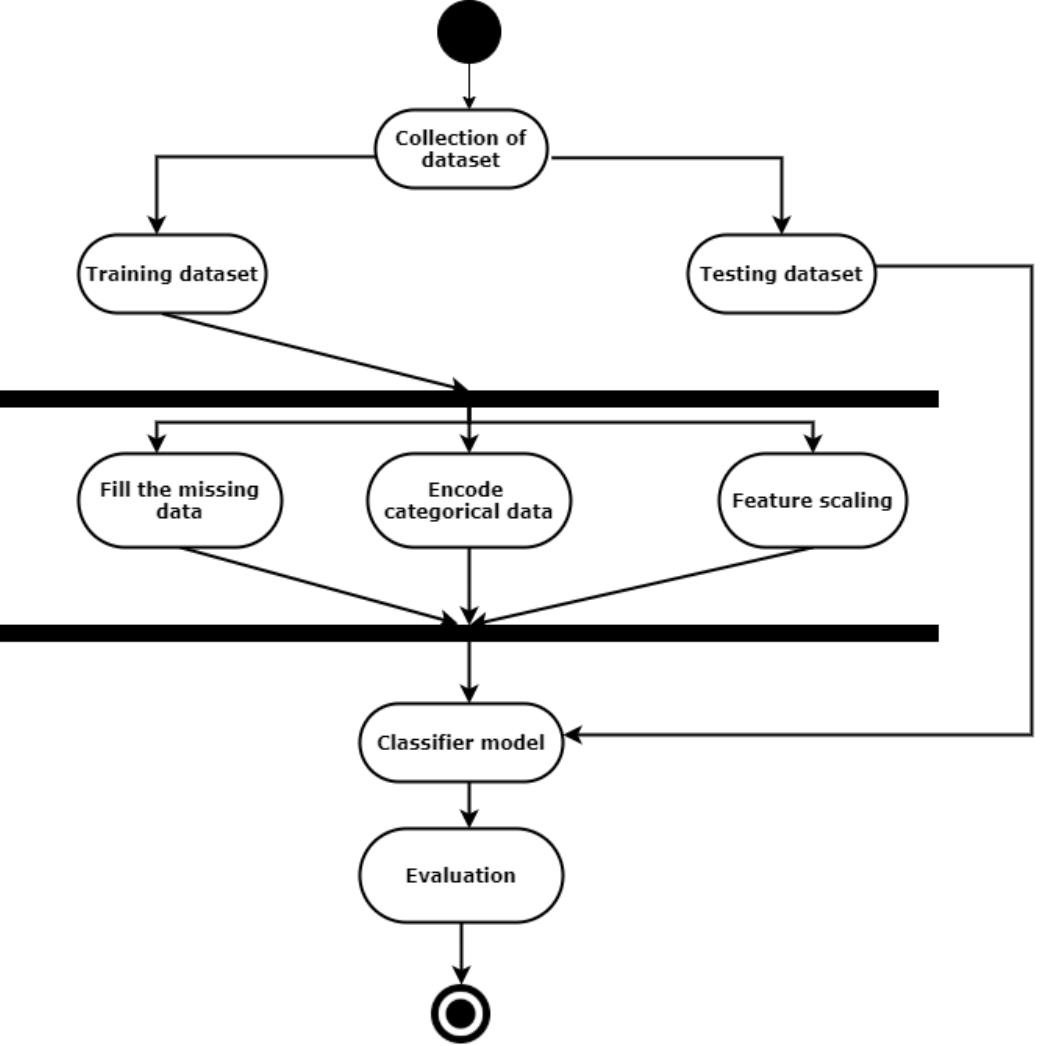 Collection of
dataset
Training dataset
Testing dataset
Fill the missing
data
Encode
categorical data
Feature scaling
Classifier model
Evaluation